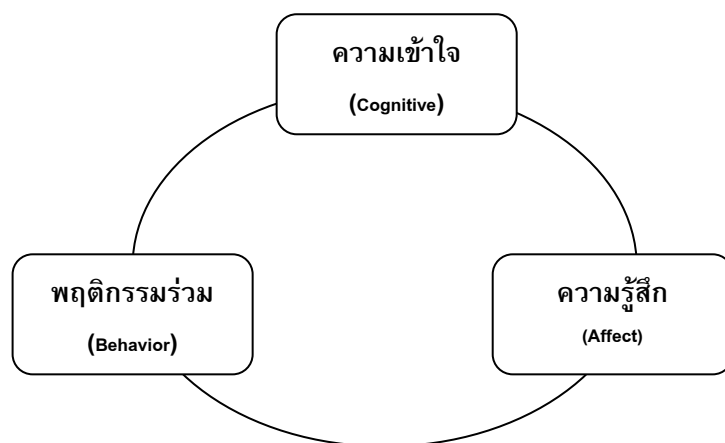 ความเข้าใจ
(Cognitive)
พฤติกรรมร่วม
(Behavior)
ความรู้สึก
(Affect)